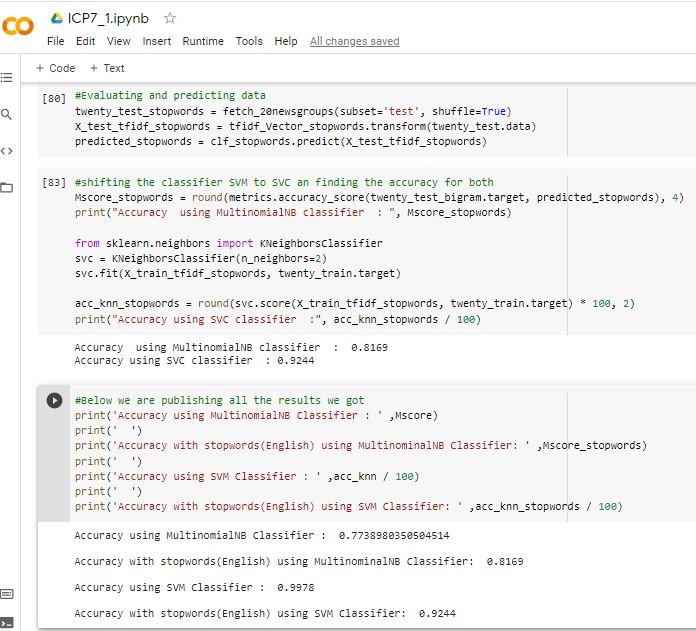 ICP7_1.ipynb
File Edit View Insert Runtime Tools Help All changes saved
+ Code + Text
[80] #Evaluating and predicting data
twenty_test_stopwords = fetch_20newsgroups(subset='test', shuffle=True)
X_test_tfidf_stopwords = tfidf_Vector_stopwords.transform(twenty_test.data)
predicted_stopwords = clf_stopwords.predict(X_test_tfidf_stopwords)
[83] #shifting the classifier SVM to SVC an finding the accuracy for both
Mscore_stopwords = round(metrics.accuracy_score(twenty_test_bigram.target, predicted_stopwords), 4)
print("Accuracy  using MultinomialNB classifier  : ", Mscore_stopwords)
from sklearn.neighbors import KNeighborsClassifier
svc = KNeighborsClassifier(n_neighbors=2)
svc.fit(X_train_tfidf_stopwords, twenty_train.target)
acc_knn_stopwords = round(svc.score(X_train_tfidf_stopwords, twenty_train.target) * 100, 2)
print("Accuracy using SVC classifier  :", acc_knn_stopwords / 100)
Accuracy  using MultinomialNB classifier  :  0.8169
Accuracy using SVC classifier  : 0.9244
#Below we are publishing all the results we got
print('Accuracy using MultinomialNB Classifier : ' ,Mscore)
print('  ')
print('Accuracy with stopwords(English) using MultinominalNB Classifier: ' ,Mscore_stopwords)
print('  ')
print('Accuracy using SVM Classifier : ' ,acc_knn / 100)
print('  ')
print('Accuracy with stopwords(English) using SVM Classifier: ' ,acc_knn_stopwords / 100)
Accuracy using MultinomialNB Classifier :  0.7738980350504514
Accuracy with stopwords(English) using MultinominalNB Classifier:  0.8169
Accuracy using SVM Classifier :  0.9978
Accuracy with stopwords(English) using SVM Classifier:  0.9244